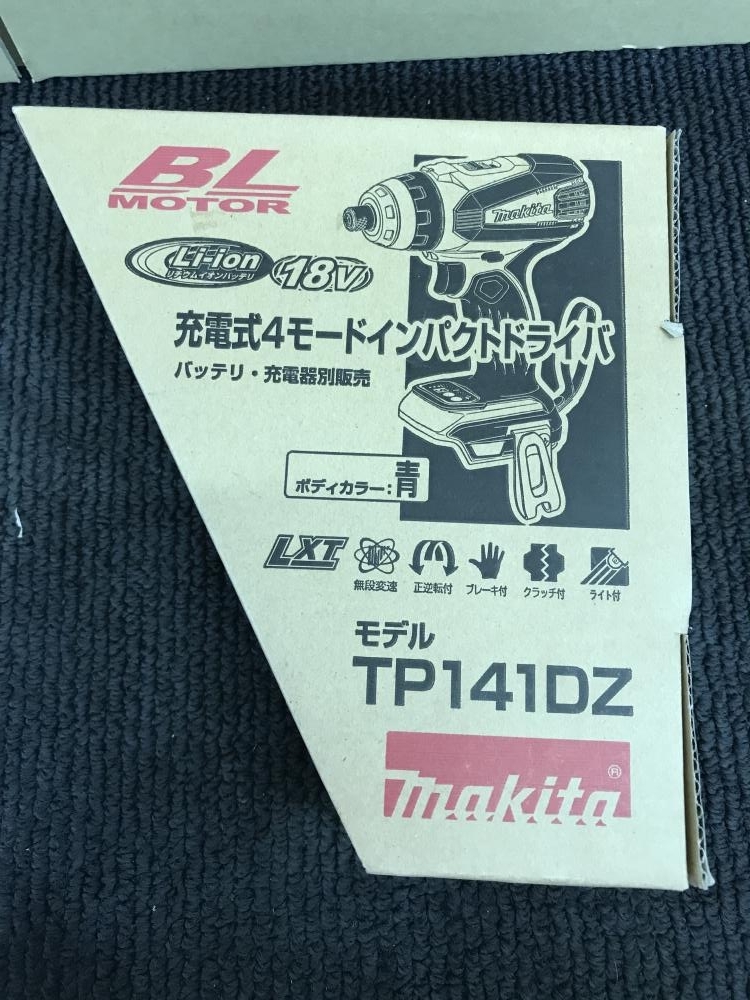 BL
MOTOR
makita
Li-ion
リチウムイオンバッテリ
18V
充電式4モードインパクトドライバ
バッテリ・充電器別販売
ボディカラー:青
LXT
無段変速
正逆転付
ブレーキ付
クラッチ付
ライト付
モデル
TP141DZ
makita®